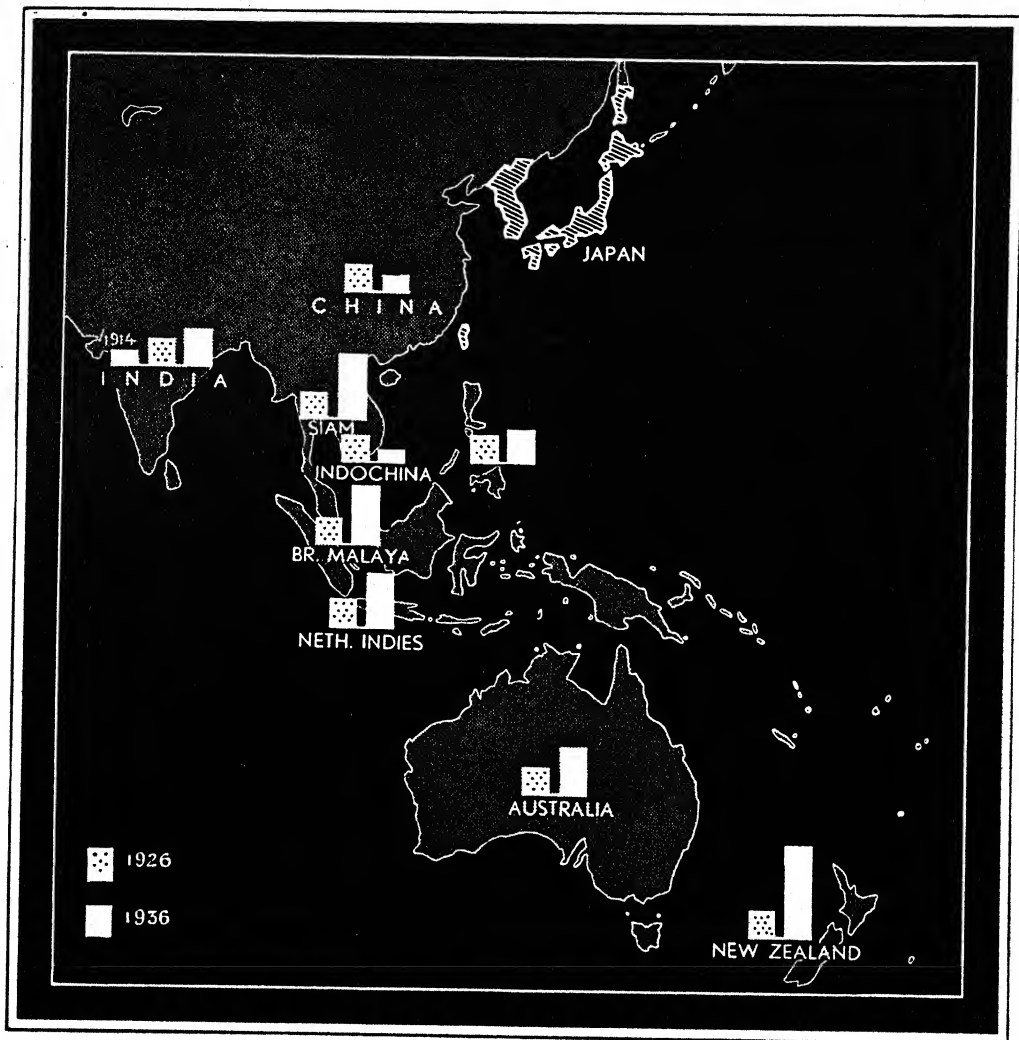 JAPAN
CHINA
1914
INDIA
SIAM
INDOCHINA
BR. MALAYA
NETH. INDIES
AUSTRALIA
1926
1936
NEW ZEALAND